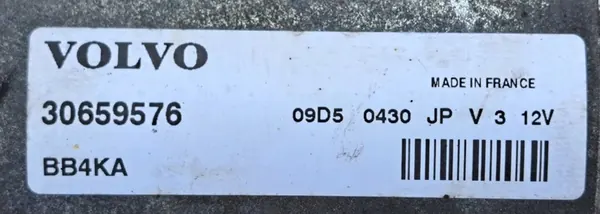 VOLVO
MADE IN FRANCE
30659576 09D5 0430 JP V 3 12V
BB4KA